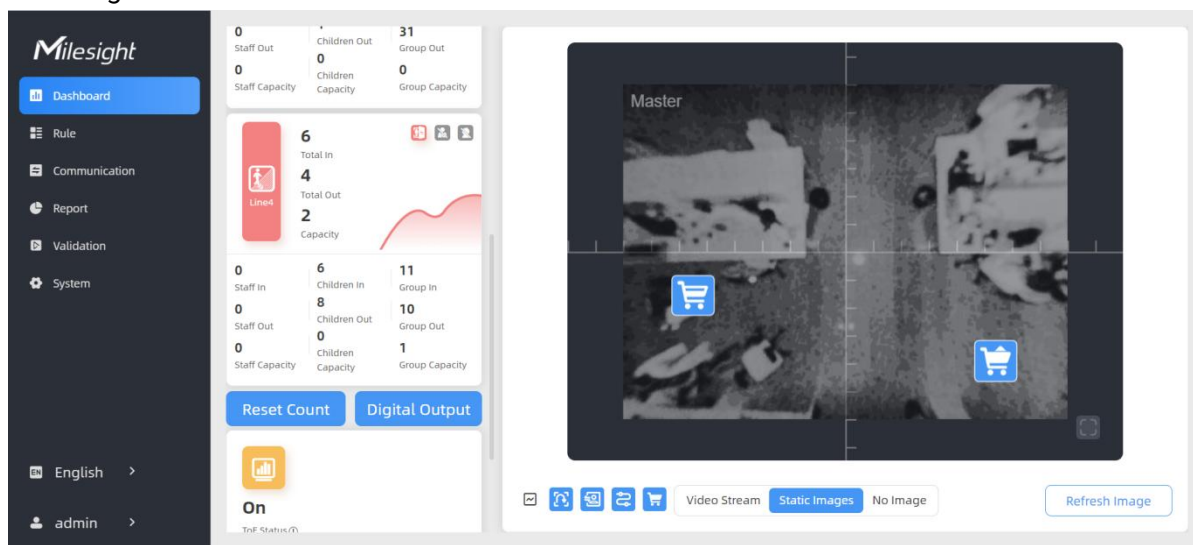 Milesight
Dashboard
Rule
Communication
Report
Validation
System
EN English >
admin >
0
Staff Out
0
Staff Capacity
Children Out
0
Children
Capacity
31
Group Out
0
Group Capacity
Line4
6
Total In
4
Total Out
2
Capacity
0
Staff In
0
Staff Out
0
Staff Capacity
6
Children In
8
Children Out
0
Children
Capacity
11
Group In
10
Group Out
1
Group Capacity
Reset Count
Digital Output
On
ToF Status
Master
Video Stream
Static Images
No Image
Refresh Image